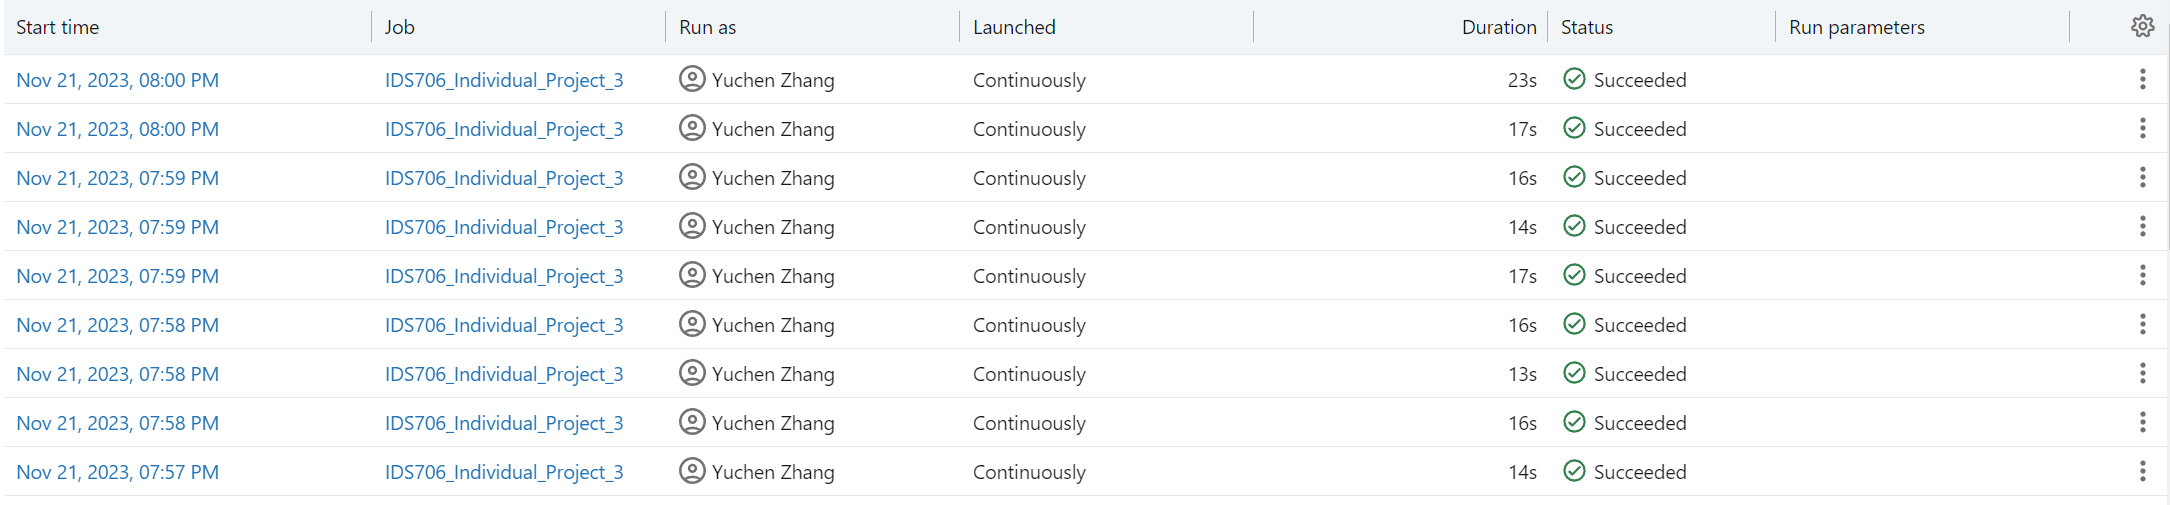 Start time Job Run as Launched Duration Status Run parameters
Nov 21, 2023, 08:00 PM IDS706_Individual_Project_3 Yuchen Zhang Continuously 23s Succeeded
Nov 21, 2023, 08:00 PM IDS706_Individual_Project_3 Yuchen Zhang Continuously 17s Succeeded
Nov 21, 2023, 07:59 PM IDS706_Individual_Project_3 Yuchen Zhang Continuously 16s Succeeded
Nov 21, 2023, 07:59 PM IDS706_Individual_Project_3 Yuchen Zhang Continuously 14s Succeeded
Nov 21, 2023, 07:59 PM IDS706_Individual_Project_3 Yuchen Zhang Continuously 17s Succeeded
Nov 21, 2023, 07:58 PM IDS706_Individual_Project_3 Yuchen Zhang Continuously 16s Succeeded
Nov 21, 2023, 07:58 PM IDS706_Individual_Project_3 Yuchen Zhang Continuously 13s Succeeded
Nov 21, 2023, 07:58 PM IDS706_Individual_Project_3 Yuchen Zhang Continuously 16s Succeeded
Nov 21, 2023, 07:57 PM IDS706_Individual_Project_3 Yuchen Zhang Continuously 14s Succeeded